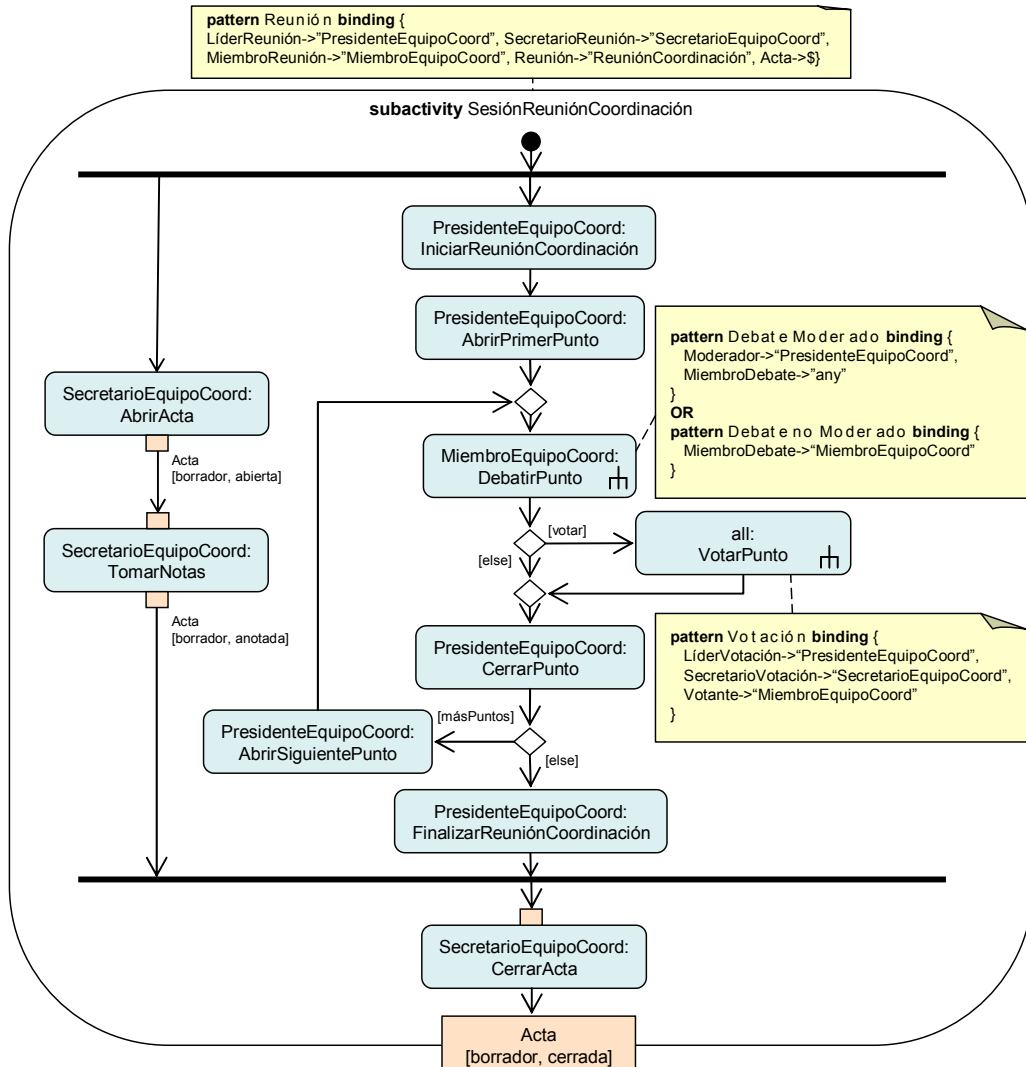 pattern Reunión binding {
LíderReunión->”PresidenteEquipoCoord”, SecretarioReunión->”SecretarioEquipoCoord”,
MiembroReunión->”MiembroEquipoCoord”, Reunión->”ReuniónCoordinación”, Acta->$}
subactivity SesiónReuniónCoordinación
PresidenteEquipoCoord:
IniciarReuniónCoordinación
PresidenteEquipoCoord:
AbrirPrimerPunto
pattern Debate Moderado binding {
Moderador->“PresidenteEquipoCoord”,
MiembroDebate->”any”
}
OR
pattern Debate no Moderado binding {
MiembroDebate->“MiembroEquipoCoord”
}
SecretarioEquipoCoord:
AbrirActa
Acta
[borrador, abierta]
MiembroEquipoCoord:
DebatirPunto
[votar]
[else]
all:
VotarPunto
SecretarioEquipoCoord:
TomarNotas
Acta
[borrador, anotada]
pattern Votación binding {
LíderVotación->“PresidenteEquipoCoord”,
SecretarioVotación->“SecretarioEquipoCoord”,
Votante->“MiembroEquipoCoord”
}
PresidenteEquipoCoord:
CerrarPunto
[másPuntos]
PresidenteEquipoCoord:
AbrirSiguientePunto
[else]
PresidenteEquipoCoord:
FinalizarReuniónCoordinación
SecretarioEquipoCoord:
CerrarActa
Acta
[borrador, cerrada]